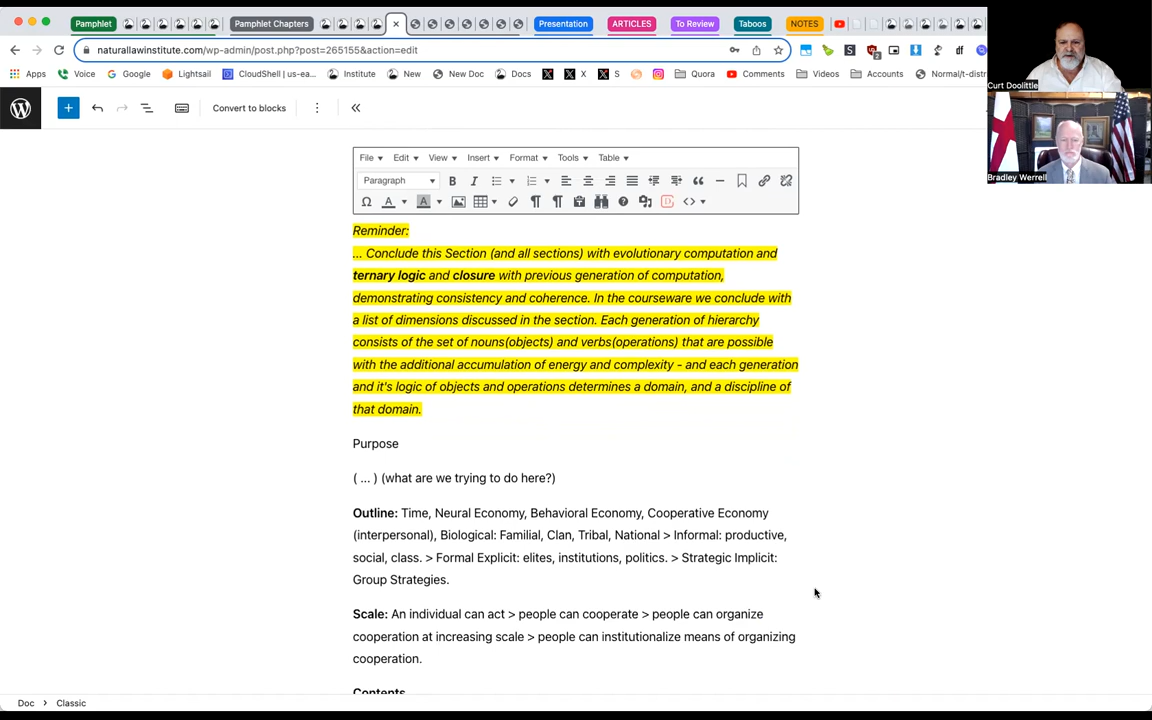 Pamphlet
Pamphlet Chapters
Presentation
ARTICLES
To Review
Taboos
NOTES
naturallawinstitute.com/wp-admin/post.php?post=265155&action=edit
Apps
Voice
Google
Lightsail
CloudShell | us-ea...
Institute
New
New Doc
Docs
X
S
Quora
Comments
Videos
Accounts
Normal/t-distr
Curt Doolittle
Bradley Werrell
Convert to blocks
File Edit View Insert Format Tools Table
Paragraph
Reminder:
... Conclude this Section (and all sections) with evolutionary computation and
ternary logic and closure with previous generation of computation,
demonstrating consistency and coherence. In the courseware we conclude with
a list of dimensions discussed in the section. Each generation of hierarchy
consists of the set of nouns(objects) and verbs(operations) that are possible
with the additional accumulation of energy and complexity - and each generation
and it's logic of objects and operations determines a domain, and a discipline of
that domain.
Purpose
( ... ) (what are we trying to do here?)
Outline: Time, Neural Economy, Behavioral Economy, Cooperative Economy
(interpersonal), Biological: Familial, Clan, Tribal, National > Informal: productive,
social, class. > Formal Explicit: elites, institutions, politics. > Strategic Implicit:
Group Strategies.
Scale: An individual can act > people can cooperate > people can organize
cooperation at increasing scale > people can institutionalize means of organizing
cooperation.
Contents
Doc > Classic